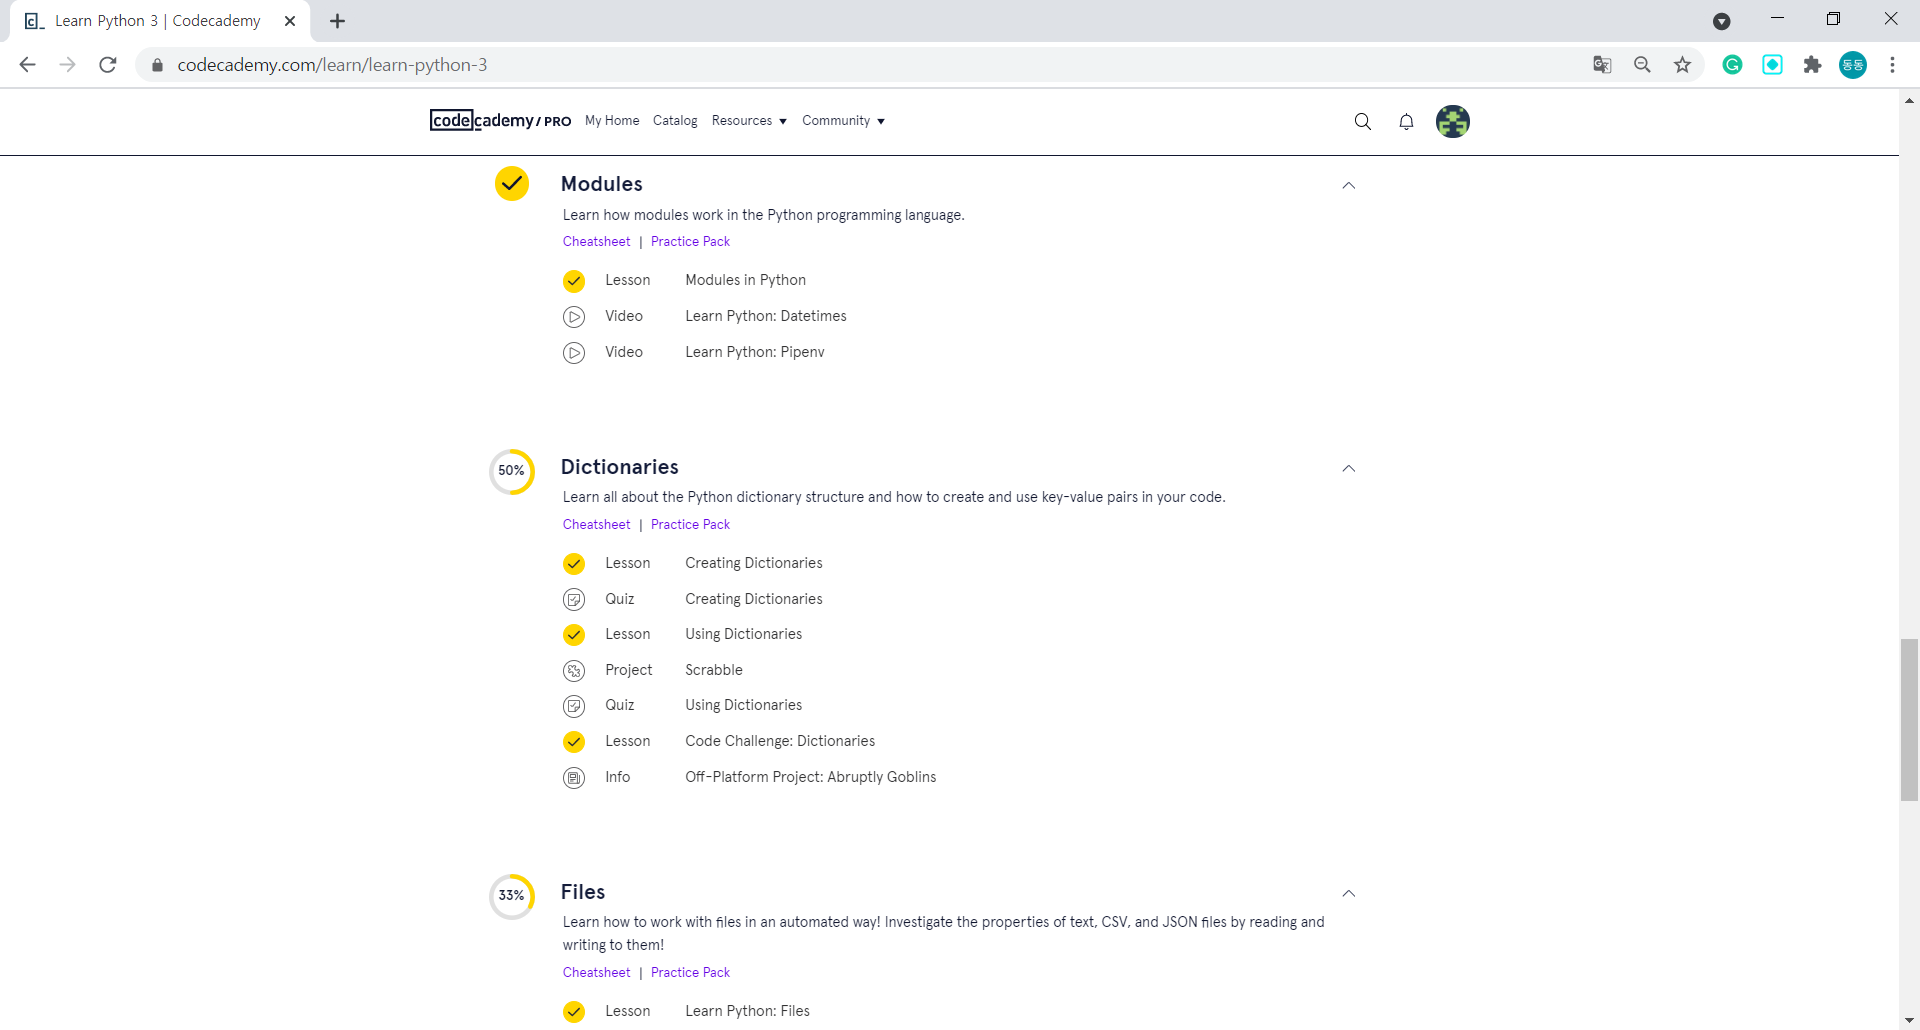 Learn Python 3 | Codecademy
codecademy.com/learn/learn-python-3
동동
codecademy / PRO My Home Catalog Resources Community
Modules
Learn how modules work in the Python programming language.
Cheatsheet | Practice Pack
Lesson Modules in Python
Video Learn Python: Datetimes
Video Learn Python: Pipenv
50% Dictionaries
Learn all about the Python dictionary structure and how to create and use key-value pairs in your code.
Cheatsheet | Practice Pack
Lesson Creating Dictionaries
Quiz Creating Dictionaries
Lesson Using Dictionaries
Project Scrabble
Quiz Using Dictionaries
Lesson Code Challenge: Dictionaries
Info Off-Platform Project: Abruptly Goblins
33% Files
Learn how to work with files in an automated way! Investigate the properties of text, CSV, and JSON files by reading and
writing to them!
Cheatsheet | Practice Pack
Lesson Learn Python: Files